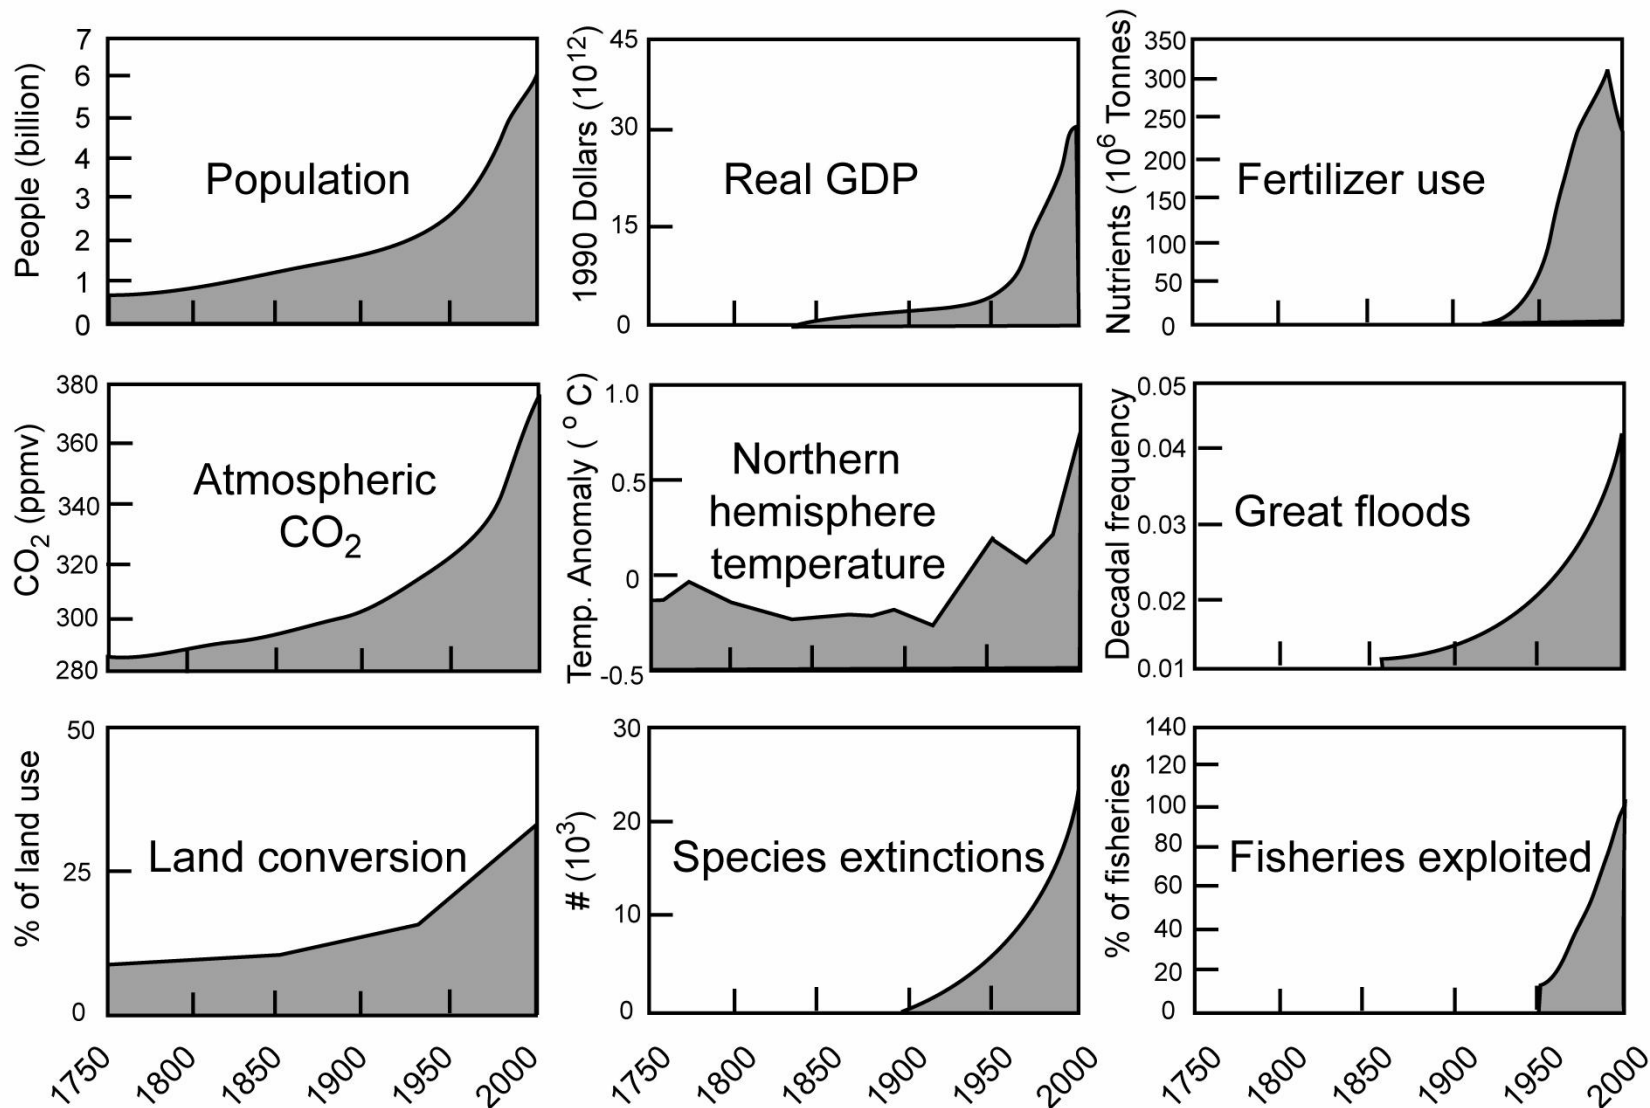 People (billion)
7
6
5
4
3
2
1
0
Population
1990 Dollars (10¹²)
45
30
15
0
Real GDP
Nutrients (10⁶ Tonnes)
350
300
250
200
150
100
50
0
Fertilizer use
CO₂ (ppmv)
380
360
340
320
300
280
Atmospheric
CO₂
Temp. Anomaly ( ° C)
1.0
0.5
0
-0.5
Northern
hemisphere
temperature
Decadal frequency
0.05
0.04
0.03
0.02
0.01
Great floods
% of land use
50
25
0
Land conversion
# (10³)
30
20
10
0
Species extinctions
% of fisheries
140
120
100
80
60
40
20
0
Fisheries exploited
1750 1800 1850 1900 1950 2000
1750 1800 1850 1900 1950 2000
1750 1800 1850 1900 1950 2000